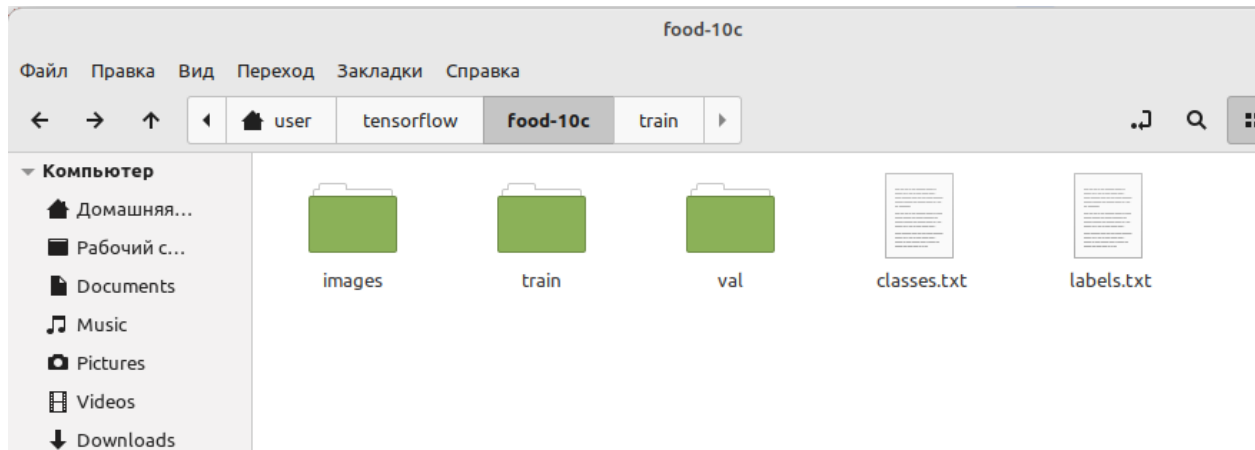 food-10c
Файл Правка Вид Переход Закладки Справка
user tensorflow food-10c train
Компьютер
Домашняя...
Рабочий с...
Documents
Music
Pictures
Videos
Downloads
images train val classes.txt labels.txt